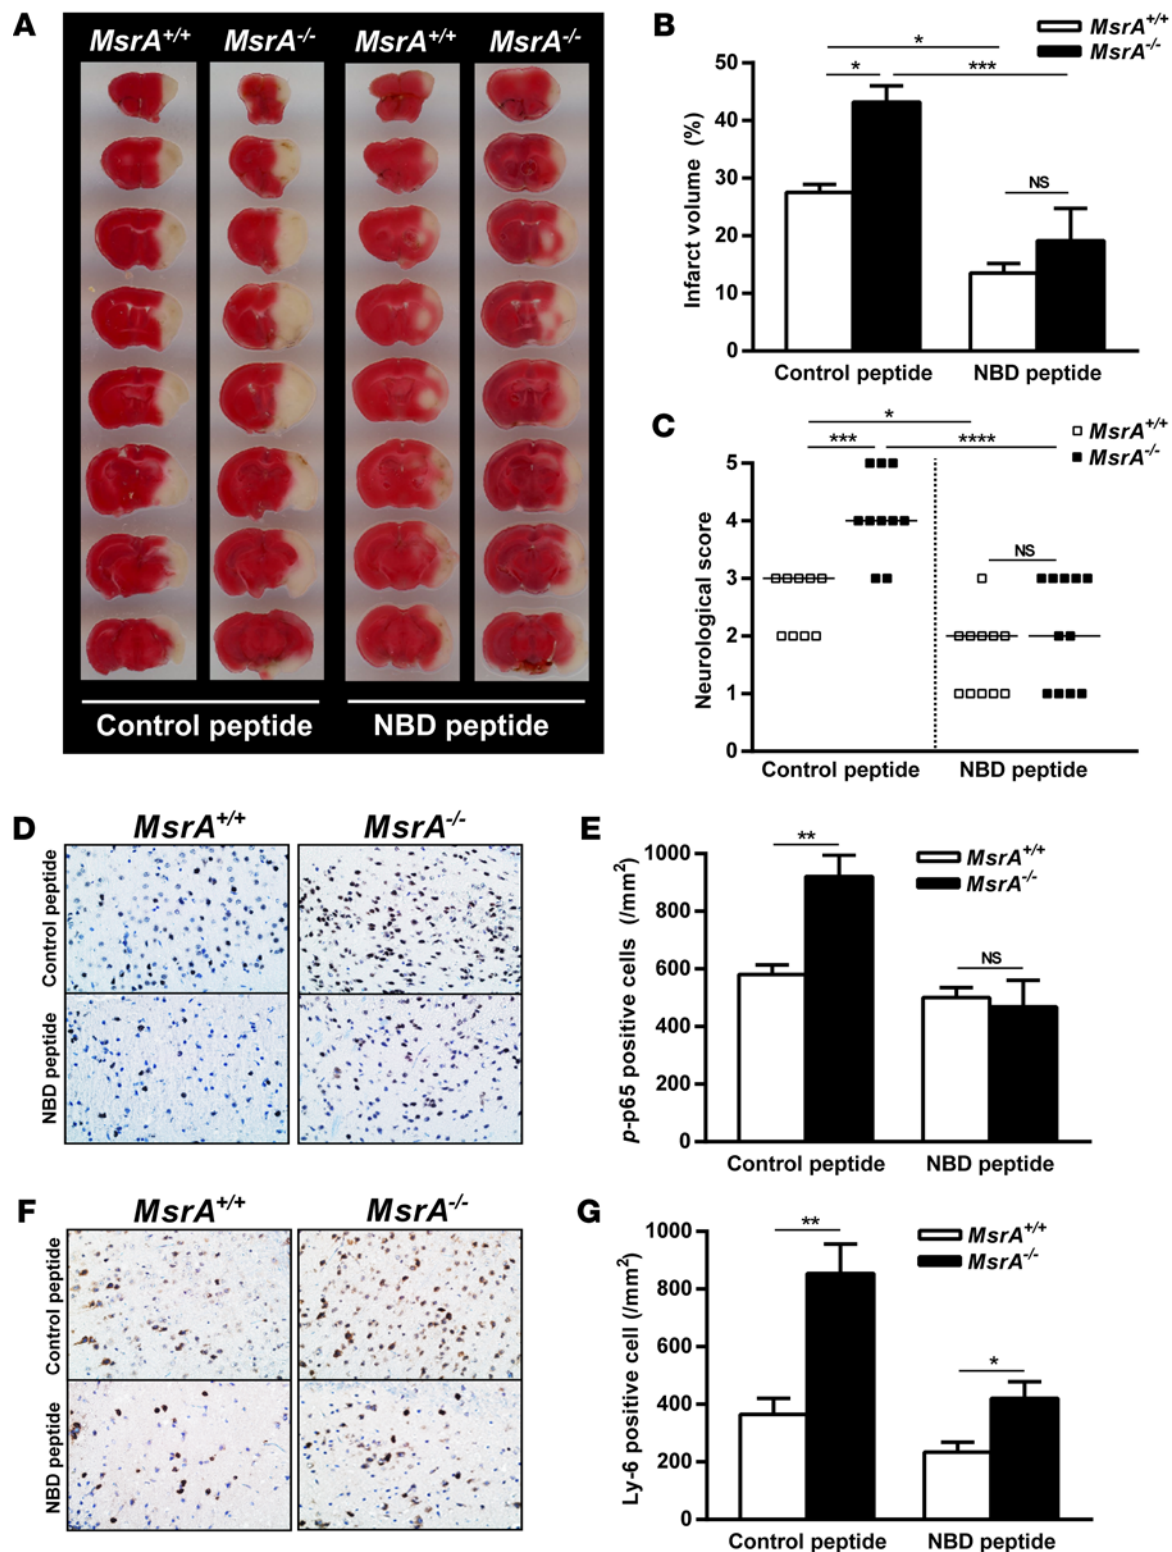 A
MsrA+/+ MsrA-/- MsrA+/+ MsrA-/-
Control peptide NBD peptide
B
MsrA+/+
MsrA-/-
* 
* ***
NS
Infarct volume (%)
50
40
30
20
10
0
Control peptide NBD peptide
C
MsrA+/+
MsrA-/-
*
*** ****
NS
Neurological score
5
4
3
2
1
0
Control peptide NBD peptide
D
MsrA+/+ MsrA-/-
Control peptide
NBD peptide
E
MsrA+/+
MsrA-/-
**
NS
p-p65 positive cells (/mm2)
1000
800
600
400
200
0
Control peptide NBD peptide
F
MsrA+/+ MsrA-/-
Control peptide
NBD peptide
G
MsrA+/+
MsrA-/-
**
*
Ly-6 positive cell (/mm2)
1000
800
600
400
200
0
Control peptide NBD peptide